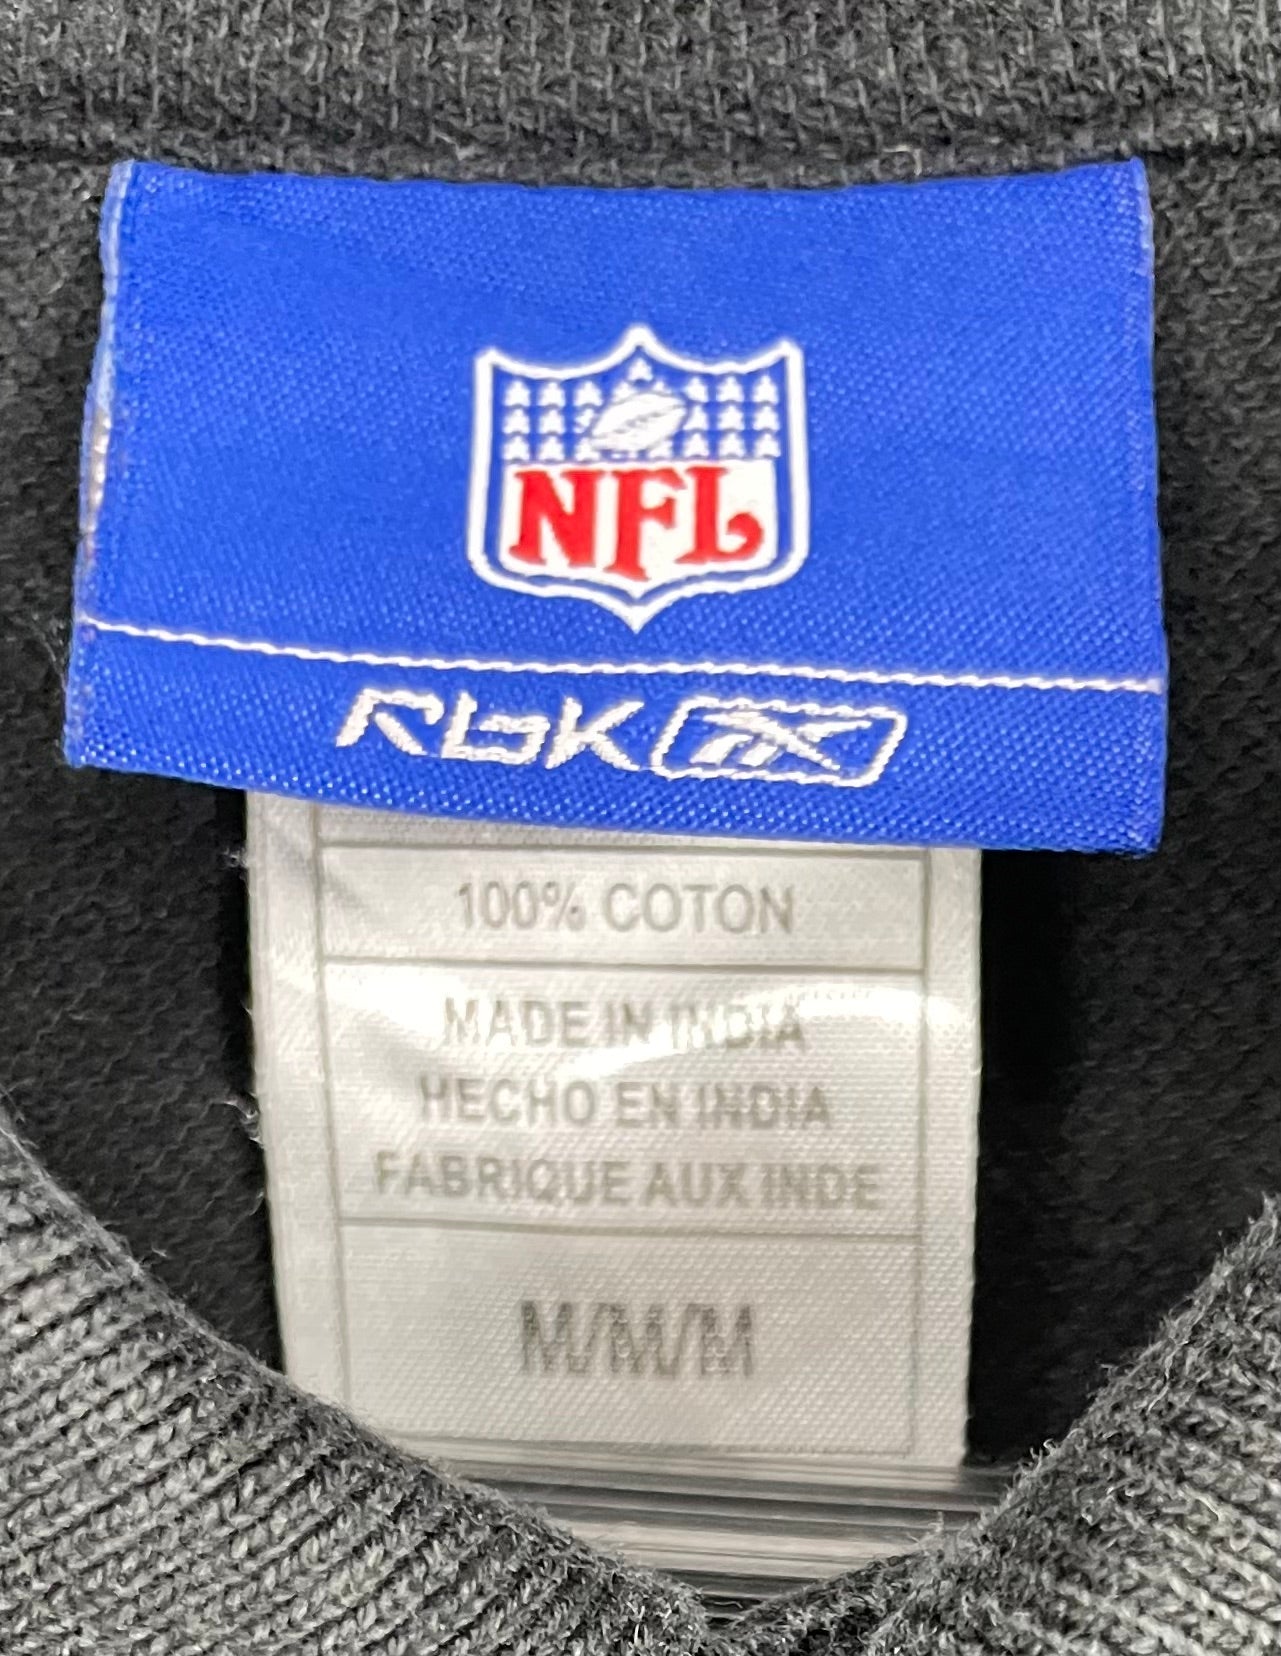 NFL
Rbk
100% COTON
MADE IN INDIA
HECHO EN INDIA
FABRIQUE AUX INDE
M/M/M